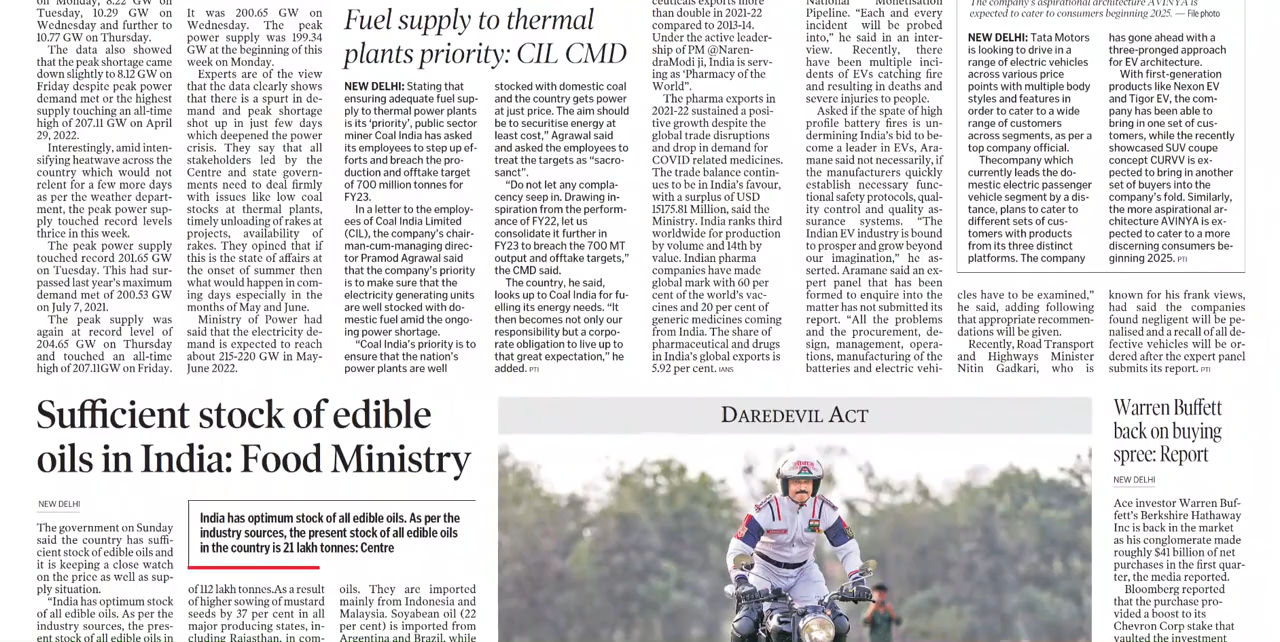 on Monday, 8.22 GW on
Tuesday, 10.29 GW on
Wednesday and further to
10.77 GW on Thursday.
The data also showed
that the peak shortage came
down slightly to 8.12 GW on
Friday despite peak power
demand met or the highest
supply touching an all-time
high of 207.11 GW on April
29, 2022.
Interestingly, amid inten-
sifying heatwave across the
country which would not
relent for a few more days
as per the weather depart-
ment, the peak power sup-
ply touched record levels
thrice in this week.
The peak power supply
touched record 201.65 GW
on Tuesday. This had sur-
passed last year's maximum
demand met of 200.53 GW
on July 7, 2021.
The peak supply was
again at record level of
204.65 GW on Thursday
and touched an all-time
high of 207.11GW on Friday.
It was 200.65 GW on
Wednesday. The peak
power supply was 199.34
GW at the beginning of this
week on Monday.
Experts are of the view
that the data clearly shows
that there is a spurt in de-
mand and peak shortage
shot up in just few days
which deepened the power
crisis. They say that all
stakeholders led by the
Centre and state govern-
ments need to deal firmly
with issues like low coal
stocks at thermal plants,
timely unloading of rakes at
projects, availability of
rakes. They opined that if
this is the state of affairs at
the onset of summer then
what would happen in com-
ing days especially in the
months of May and June.
Ministry of Power had
said that the electricity de-
mand is expected to reach
about 215-220 GW in May-
June 2022.
Fuel supply to thermal
plants priority: CIL CMD
NEW DELHI: Stating that
ensuring adequate fuel sup-
ply to thermal power plants
is its 'priority', public sector
miner Coal India has asked
its employees to step up ef-
forts and breach the pro-
duction and offtake target
of 700 million tonnes for
FY23.
In a letter to the employ-
ees of Coal India Limited
(CIL), the company's chair-
man-cum-managing direc-
tor Pramod Agrawal said
that the company's priority
is to make sure that the
electricity generating units
are well stocked with do-
mestic fuel amid the ongo-
ing power shortage.
"Coal India's priority is to
ensure that the nation's
power plants are well
stocked with domestic coal
and the country gets power
at just price. The aim should
be to securitise energy at
least cost," Agrawal said
and asked the employees to
treat the targets as "sacro-
sanct".
"Do not let any compla-
cency seep in. Drawing in-
spiration from the perform-
ance of FY22, let us
consolidate it further in
FY23 to breach the 700 MT
output and offtake targets,"
the CMD said.
The country, he said,
looks up to Coal India for fu-
elling its energy needs. "It
then becomes not only our
responsibility but a corpo-
rate obligation to live up to
that great expectation," he
added. PTI
ceuticals exports more
than double in 2021-22
compared to 2013-14.
Under the active leader-
ship of PM @Naren-
draModi ji, India is serv-
ing as 'Pharmacy of the
World".
The pharma exports in
2021-22 sustained a posi-
tive growth despite the
global trade disruptions
and drop in demand for
COVID related medicines.
The trade balance contin-
ues to be in India's favour,
with a surplus of USD
15175.81 Million, said the
Ministry. India ranks third
worldwide for production
by volume and 14th by
value. Indian pharma
companies have made
global mark with 60 per
cent of the world's vac-
cines and 20 per cent of
generic medicines coming
from India. The share of
pharmaceutical and drugs
in India's global exports is
5.92 per cent. IANS
National Monetisation
Pipeline. "Each and every
incident will be probed
into," he said in an inter-
view. Recently, there
have been multiple inci-
dents of EVs catching fire
and resulting in deaths and
severe injuries to people.
Asked if the spate of high
profile battery fires is un-
dermining India's bid to be-
come a leader in EVs, Ara-
mane said not necessarily, if
the manufacturers quickly
establish necessary func-
tional safety protocols, qual-
ity control and quality as-
surance systems. "The
Indian EV industry is bound
to prosper and grow beyond
our imagination," he as-
serted. Aramane said an ex-
pert panel that has been
formed to enquire into the
matter has not submitted its
report. "All the problems
and the procurement, de-
sign, management, opera-
tions, manufacturing of the
batteries and electric vehi-
The company's aspirational architecture AVINYA is
expected to cater to consumers beginning 2025. — File photo
NEW DELHI: Tata Motors
is looking to drive in a
range of electric vehicles
across various price
points with multiple body
styles and features in
order to cater to a wide
range of customers
across segments, as per a
top company official.
Thecompany which
currently leads the do-
mestic electric passenger
vehicle segment by a dis-
tance, plans to cater to
different sets of cus-
tomers with products
from its three distinct
platforms. The company
has gone ahead with a
three-pronged approach
for EV architecture.
With first-generation
products like Nexon EV
and Tigor EV, the com-
pany has been able to
bring in one set of cus-
tomers, while the recently
showcased SUV coupe
concept CURVV is ex-
pected to bring in another
set of buyers into the
company's fold. Similarly,
the more aspirational ar-
chitecture AVINYA is ex-
pected to cater to a more
discerning consumers be-
ginning 2025. PTI
cles have to be examined,"
he said, adding following
that appropriate recommen-
dations will be given.
Recently, Road Transport
and Highways Minister
Nitin Gadkari, who is
known for his frank views,
had said the companies
found negligent will be pe-
nalised and a recall of all de-
fective vehicles will be or-
dered after the expert panel
submits its report. PTI
Sufficient stock of edible
oils in India: Food Ministry
NEW DELHI
The government on Sunday
said the country has suffi-
cient stock of edible oils and
it is keeping a close watch
on the price as well as sup-
ply situation.
"India has optimum stock
of all edible oils. As per the
industry sources, the pres-
ent stock of all edible oils in
India has optimum stock of all edible oils. As per the
industry sources, the present stock of all edible oils
in the country is 21 lakh tonnes: Centre
of 112 lakh tonnes.As a result
of higher sowing of mustard
seeds by 37 per cent in all
major producing states, in-
cluding Rajasthan, in com-
oils. They are imported
mainly from Indonesia and
Malaysia. Soyabean oil (22
per cent) is imported from
Argentina and Brazil, while
DAREDEVIL ACT
Warren Buffett
back on buying
spree: Report
NEW DELHI
Ace investor Warren Buf-
fett's Berkshire Hathaway
Inc is back in the market
as his conglomerate made
roughly $41 billion of net
purchases in the first quar-
ter, the media reported.
Bloomberg reported
that the purchase pro-
vided a boost to its
Chevron Corp stake that
vaulted the investment